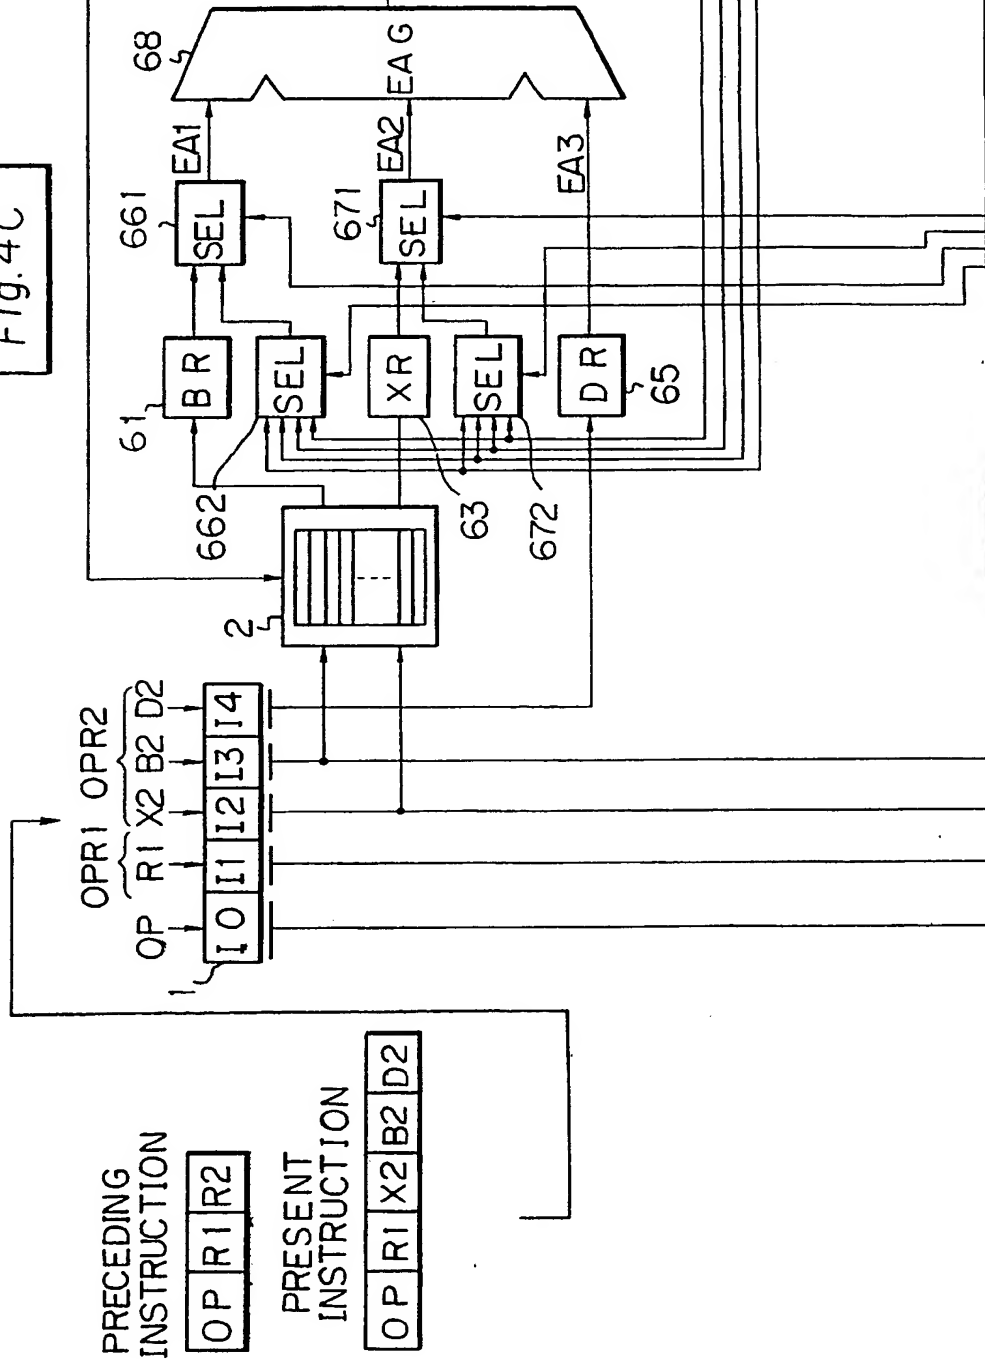 Fig. 4C
PRECEDING
INSTRUCTION
OP R1 R2
PRESENT
INSTRUCTION
OP R1 X2 B2 D2
OPR1 OPR2
OP R1 X2 B2 D2
I0 I1 I2 I3 I4
1
2
61
BR
662
SEL
XR
63
SEL
672
DR
65
661
SEL
EA1
671
SEL
EA2
EA3
68
EAG